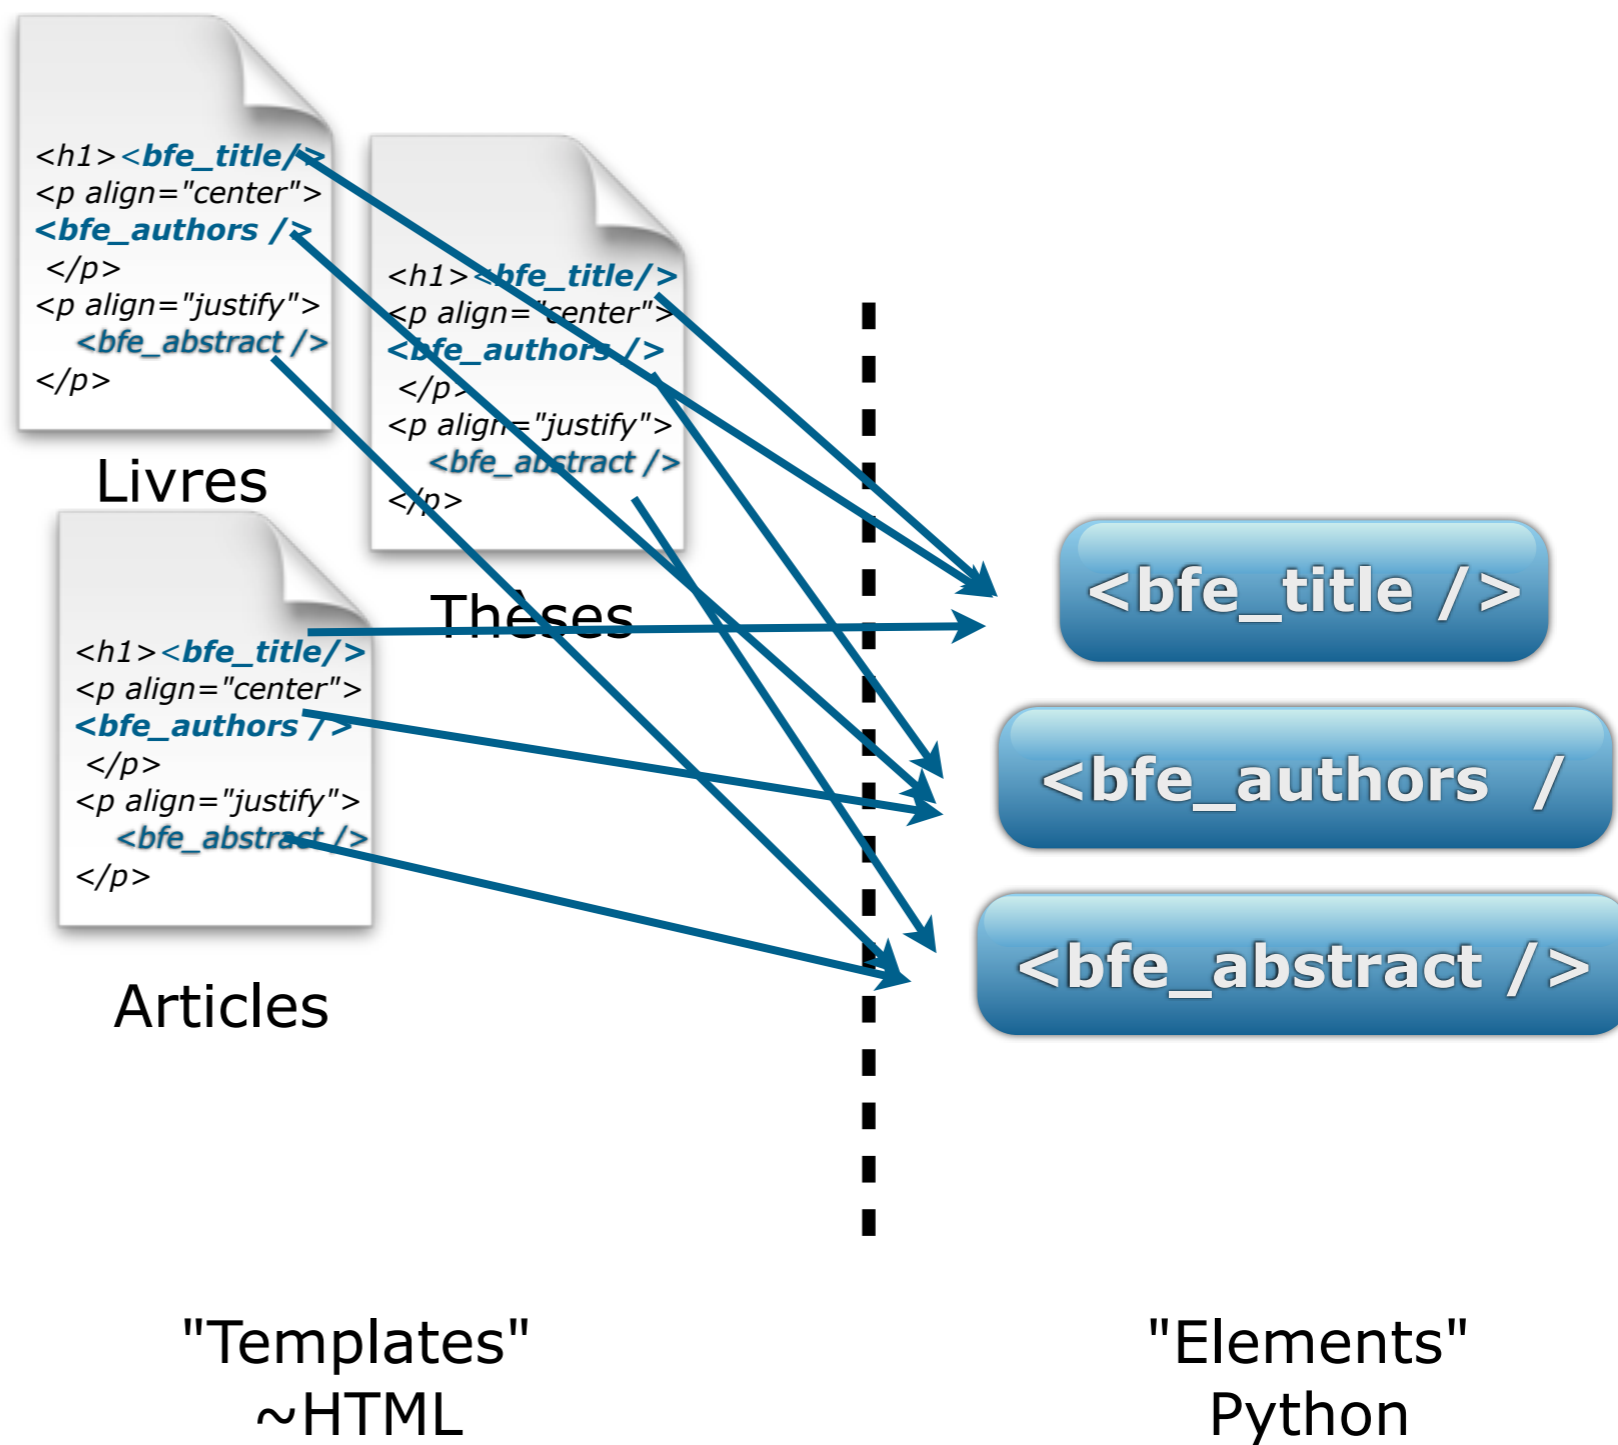 <h1><bfe_title/>
<p align="center">
<bfe_authors />
</p>
<p align="justify">
<bfe_abstract />
</p>
Livres
<h1><bfe_title/>
<p align="center">
<bfe_authors />
</p>
<p align="justify">
<bfe_abstract />
</p>
Thèses
<h1><bfe_title/>
<p align="center">
<bfe_authors />
</p>
<p align="justify">
<bfe_abstract />
</p>
Articles
<bfe_title />
<bfe_authors /
<bfe_abstract />
"Templates"
~HTML
"Elements"
Python